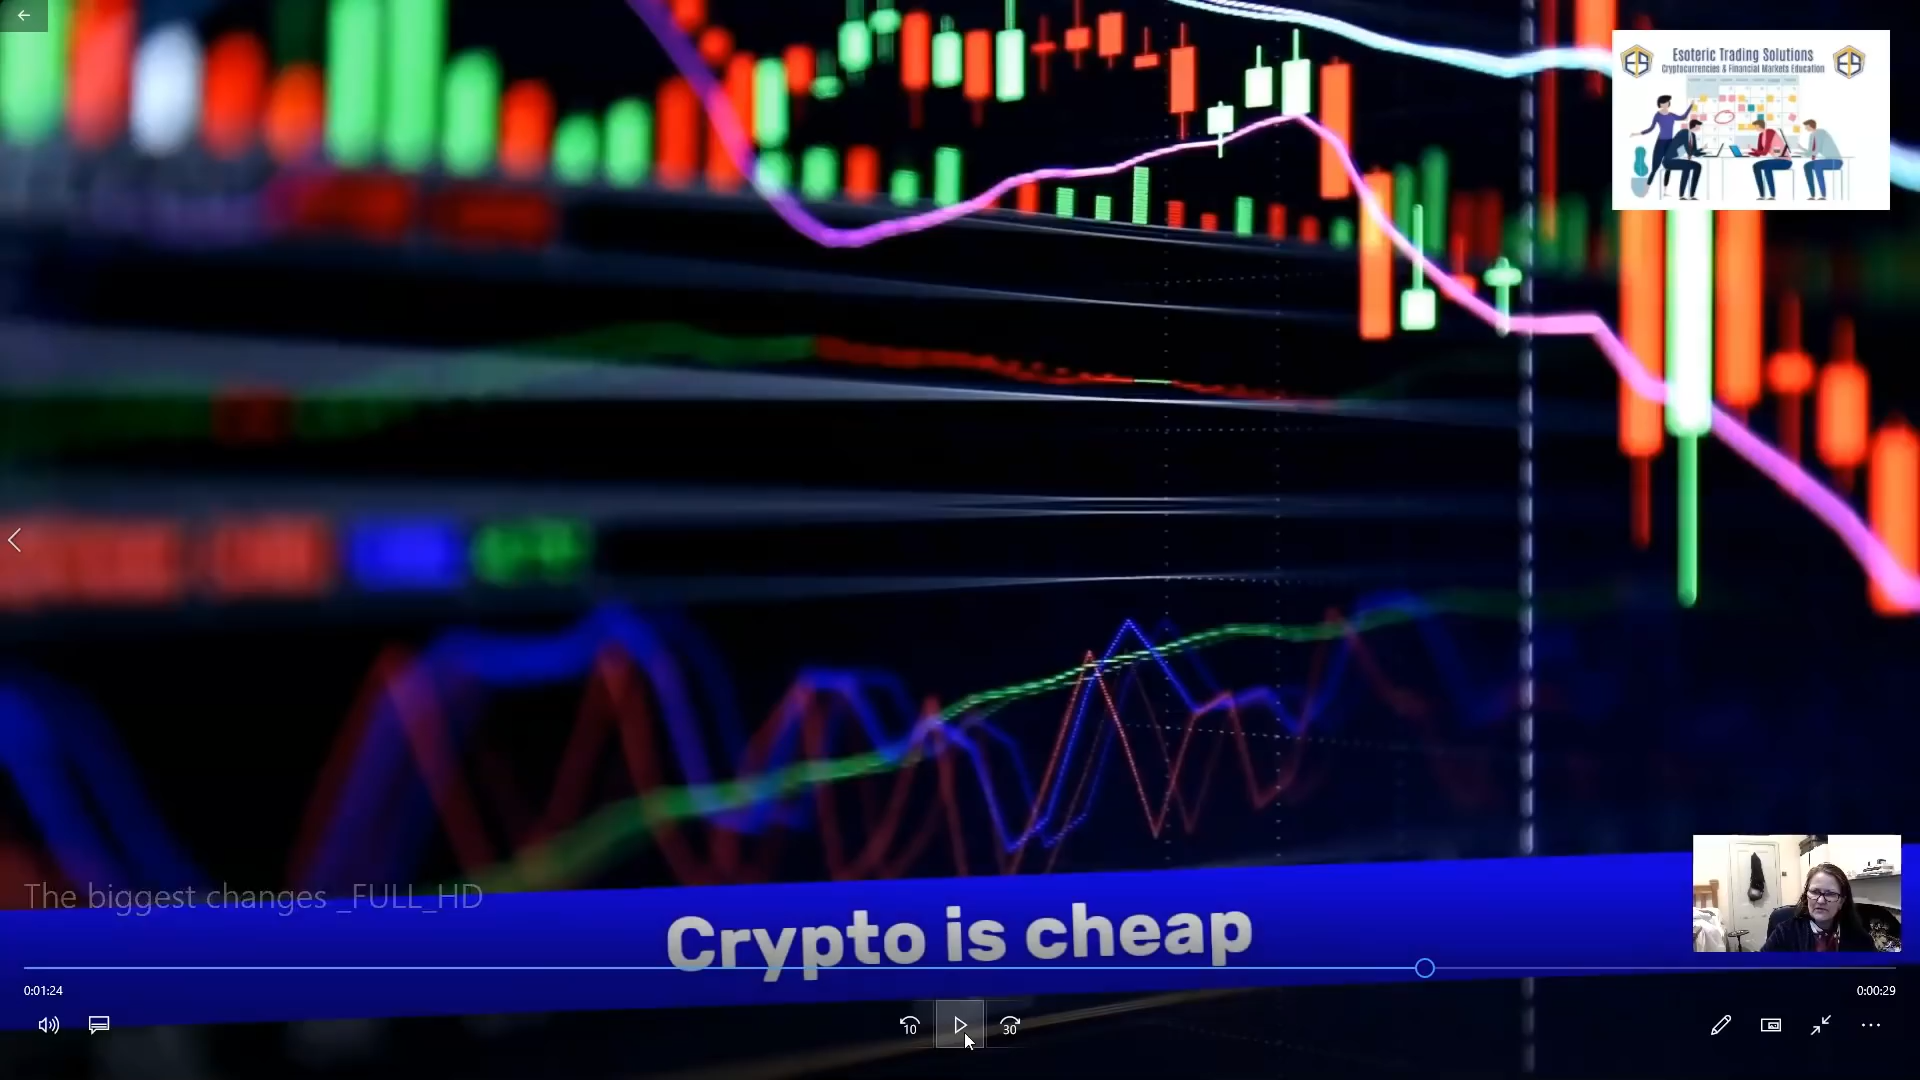 Esoteric Trading Solutions
Cryptocurrencies & Financial Markets Education
The biggest changes _FULL_HD
Crypto is cheap
0:01:24
0:00:29
10
30